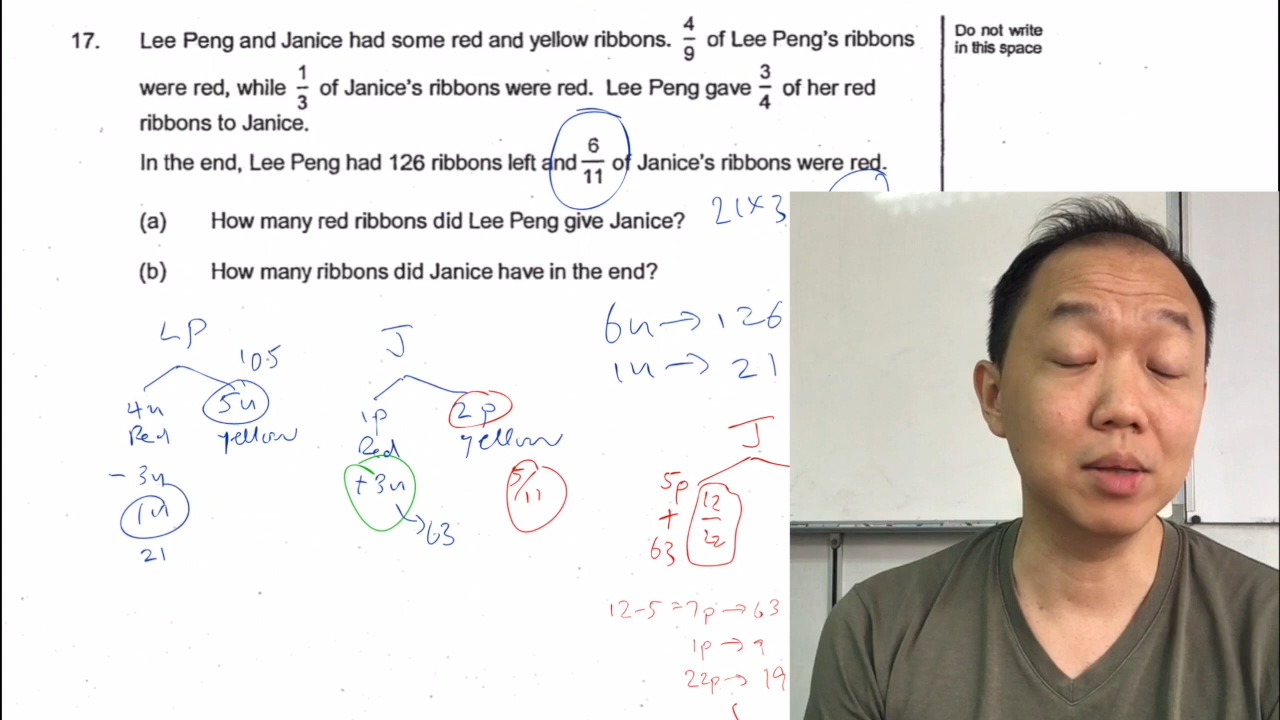 17. Lee Peng and Janice had some red and yellow ribbons. 4/9 of Lee Peng's ribbons
were red, while 1/3 of Janice's ribbons were red. Lee Peng gave 3/4 of her red
ribbons to Janice.
In the end, Lee Peng had 126 ribbons left and 6/11 of Janice's ribbons were red.
(a) How many red ribbons did Lee Peng give Janice?
(b) How many ribbons did Janice have in the end?
Do not write
in this space
21×3
6u → 126
1u → 21
LP
105
4u 5u
Red yellow
- 3u
1u
21
J
1p 2p
Red yellow
+ 3u 5/11
63
J
5p 12/22
+
63
12-5=7p → 63
1p → 9
22p → 19